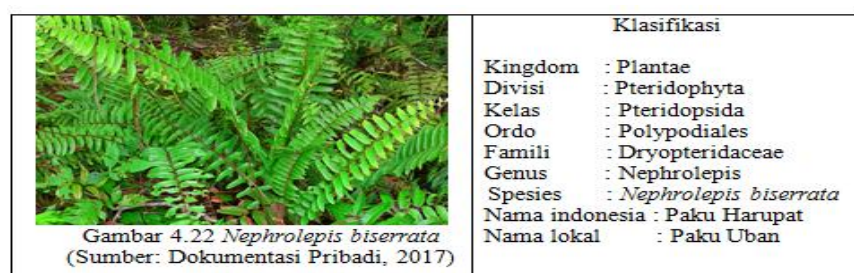 Gambar 4.22 Nephrolepis biserrata
(Sumber: Dokumentasi Pribadi, 2017)
Klasifikasi
Kingdom : Plantae
Divisi : Pteridophyta
Kelas : Pteridopsida
Ordo : Polypodiales
Famili : Dryopteridaceae
Genus : Nephrolepis
Spesies : Nephrolepis biserrata
Nama indonesia : Paku Harupat
Nama lokal : Paku Uban